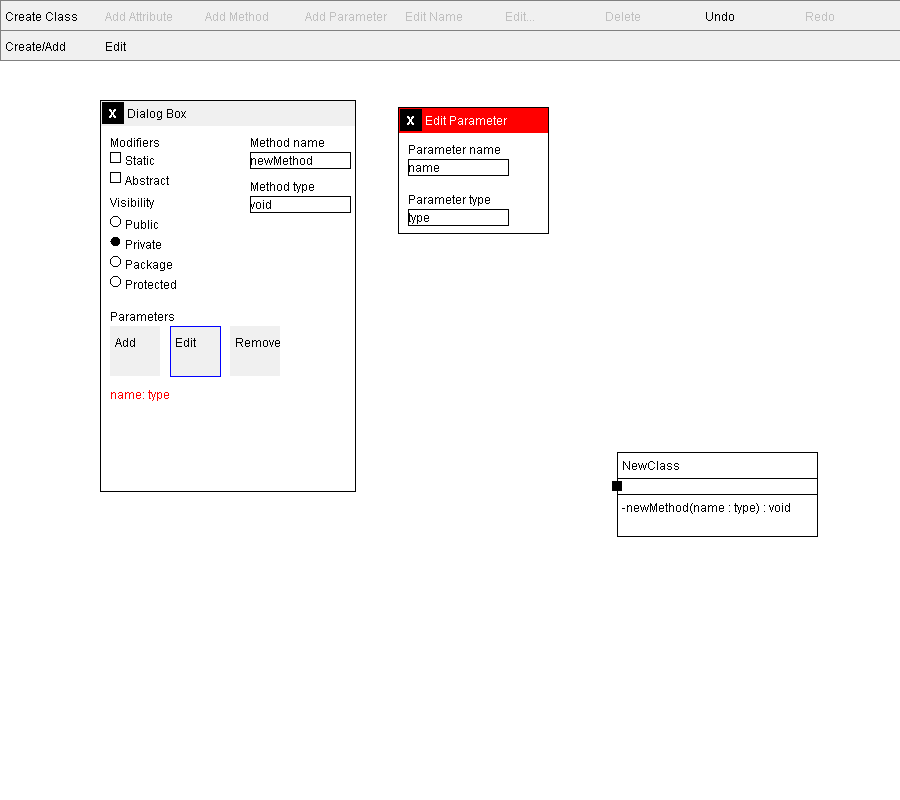 Create Class Add Attribute Add Method Add Parameter Edit Name Edit... Delete Undo Redo
Create/Add Edit
X Dialog Box
Modifiers
Static
Abstract
Visibility
Public
Private
Package
Protected
Method name
newMethod
Method type
void
Parameters
Add Edit Remove
name: type
X Edit Parameter
Parameter name
name
Parameter type
type
NewClass
-newMethod(name : type) : void